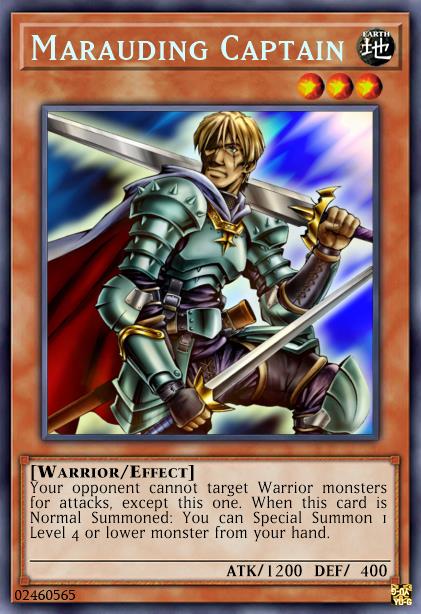 MARAUDING CAPTAIN
EARTH
地
[WARRIOR/EFFECT]
Your opponent cannot target Warrior monsters
for attacks, except this one. When this card is
Normal Summoned: You can Special Summon 1
Level 4 or lower monster from your hand.
ATK/1200 DEF/ 400
02460565